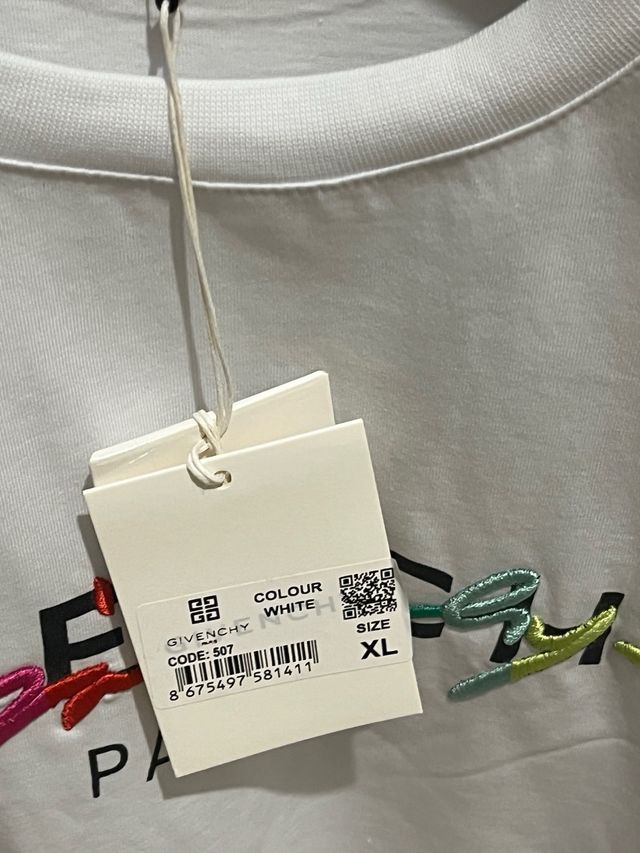 COLOUR
WHITE
GIVENCHY
SIZE
CODE: 507
XL
8 675497 581411
PA